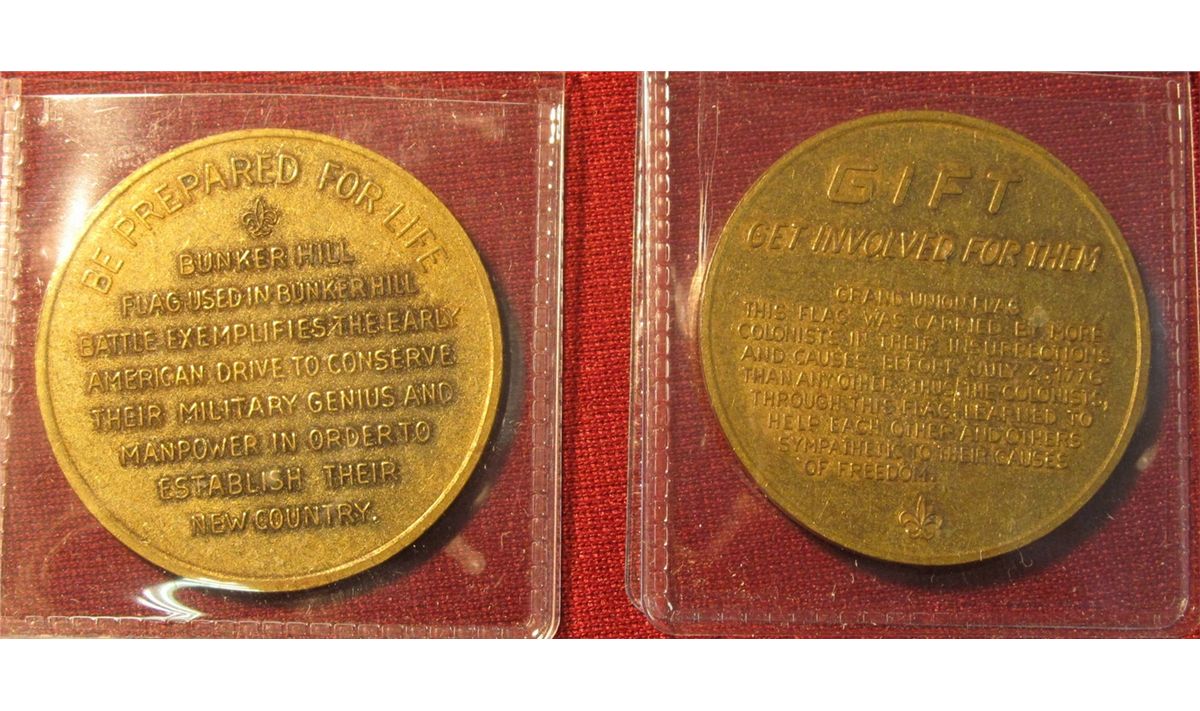 BE PREPARED FOR LIFE
BUNKER HILL
FLAG USED IN BUNKER HILL
BATTLE EXEMPLIFIES THE EARLY
AMERICAN DRIVE TO CONSERVE
THEIR MILITARY GENIUS AND
MANPOWER IN ORDER TO
ESTABLISH THEIR
NEW COUNTRY.
GIFT
GET INVOLVED FOR THEM
GRAND UNION FLAG
THIS FLAG WAS CARRIED BY MORE
COLONISTS IN THEIR INSURRECTIONS
AND CAUSES BEFORE JULY 4, 1776
THAN ANY OTHER, THUS THE COLONISTS,
THROUGH THIS FLAG, LEARNED TO
HELP EACH OTHER AND OTHERS
SYMPATHETIC TO THEIR CAUSES
OF FREEDOM.